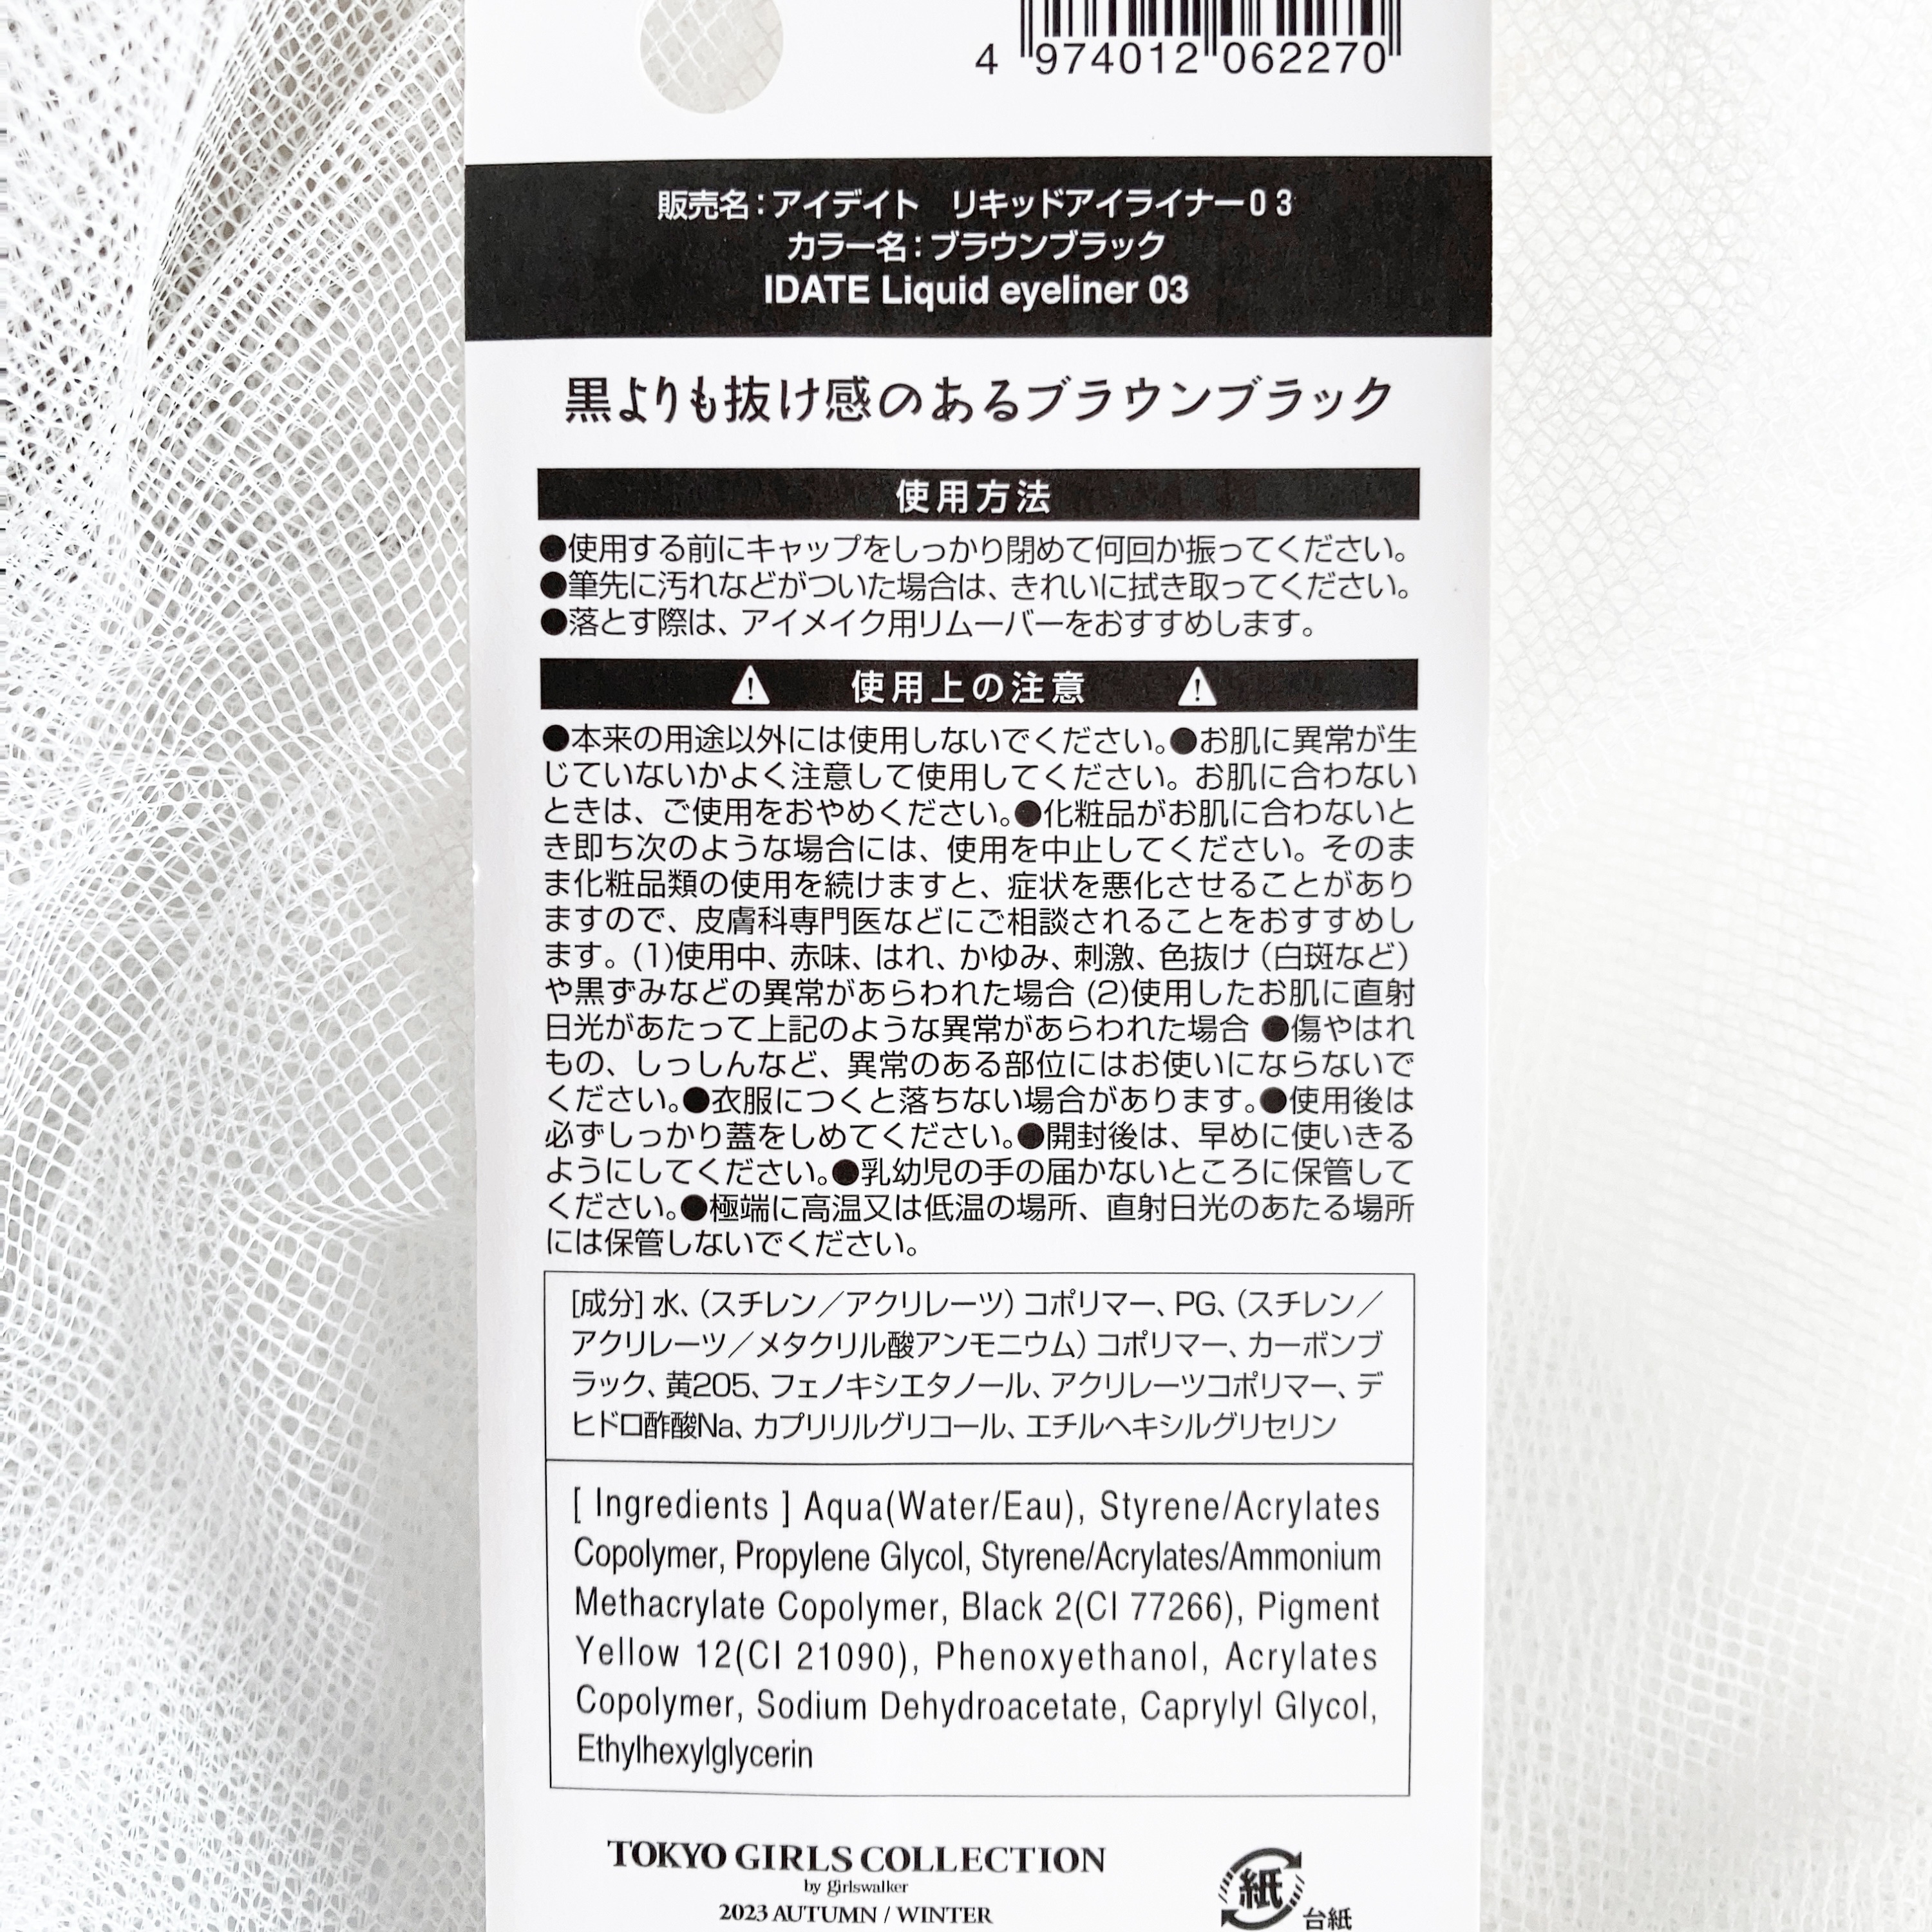 4 974012 062270
販売名：アイデイト　リキッドアイライナー03
カラー名：ブラウンブラック
IDATE Liquid eyeliner 03
黒よりも抜け感のあるブラウンブラック
使用方法
●使用する前にキャップをしっかり閉めて何回か振ってください。
●筆先に汚れなどがついた場合は、きれいに拭き取ってください。
●落とす際は、アイメイク用リムーバーをおすすめします。
使用上の注意
●本来の用途以外には使用しないでください。●お肌に異常が生
じていないかよく注意して使用してください。お肌に合わない
ときは、ご使用をおやめください。●化粧品がお肌に合わないと
き即ち次のような場合には、使用を中止してください。そのま
ま化粧品類の使用を続けますと、症状を悪化させることがあり
ますので、皮膚科専門医などにご相談されることをおすすめし
ます。(1)使用中、赤味、はれ、かゆみ、刺激、色抜け（白斑など）
や黒ずみなどの異常があらわれた場合 (2)使用したお肌に直射
日光があたって上記のような異常があらわれた場合 ●傷やはれ
もの、しっしんなど、異常のある部位にはお使いにならないで
ください。●衣服につくと落ちない場合があります。●使用後は
必ずしっかり蓋をしめてください。●開封後は、早めに使いきる
ようにしてください。●乳幼児の手の届かないところに保管して
ください。●極端に高温又は低温の場所、直射日光のあたる場所
には保管しないでください。
[成分] 水、（スチレン／アクリレーツ）コポリマー、PG、（スチレン／
アクリレーツ／メタクリル酸アンモニウム）コポリマー、カーボンブ
ラック、黄205、フェノキシエタノール、アクリレーツコポリマー、デ
ヒドロ酢酸Na、カプリリルグリコール、エチルヘキシルグリセリン
[ Ingredients ] Aqua(Water/Eau), Styrene/Acrylates
Copolymer, Propylene Glycol, Styrene/Acrylates/Ammonium
Methacrylate Copolymer, Black 2(CI 77266), Pigment
Yellow 12(CI 21090), Phenoxyethanol, Acrylates
Copolymer, Sodium Dehydroacetate, Caprylyl Glycol,
Ethylhexylglycerin
TOKYO GIRLS COLLECTION
by girlswalker
2023 AUTUMN / WINTER
紙
台紙